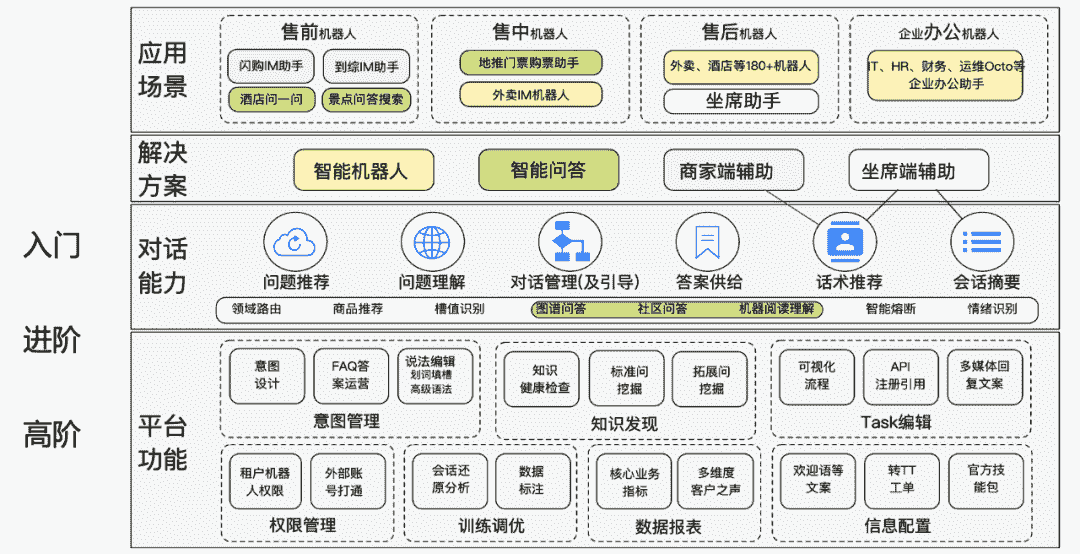 入门
进阶
高阶
应用
场景
售前机器人
闪购IM助手
到综IM助手
酒店问一问
景点问答搜索
售中机器人
地推门票购票助手
外卖IM机器人
售后机器人
外卖、酒店等180+机器人
坐席助手
企业办公机器人
IT、HR、财务、运维Octo等
企业办公助手
解决
方案
智能机器人
智能问答
商家端辅助
坐席端辅助
对话
能力
问题推荐
问题理解
对话管理(及引导)
答案供给
话术推荐
会话摘要
领域路由
商品推荐
槽值识别
图谱问答
社区问答
机器阅读理解
智能熔断
情绪识别
平台
功能
意图
设计
FAQ答
案运营
说法编辑
划词填槽
高级语法
意图管理
知识
健康检查
标准问
挖掘
拓展问
挖掘
知识发现
可视化
流程
API
注册引用
多媒体回
复文案
Task编辑
租户机器
人权限
外部账
号打通
权限管理
会话还
原分析
数据
标注
训练调优
核心业务
指标
多维度
客户之声
数据报表
欢迎语等
文案
转TT
工单
官方技
能包
信息配置